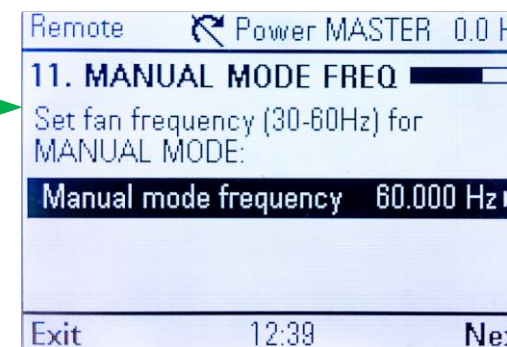 Remote Power MASTER 0.0 H
11. MANUAL MODE FREQ
Set fan frequency (30-60Hz) for
MANUAL MODE:
Manual mode frequency 60.000 Hz
Exit 12:39 Nex